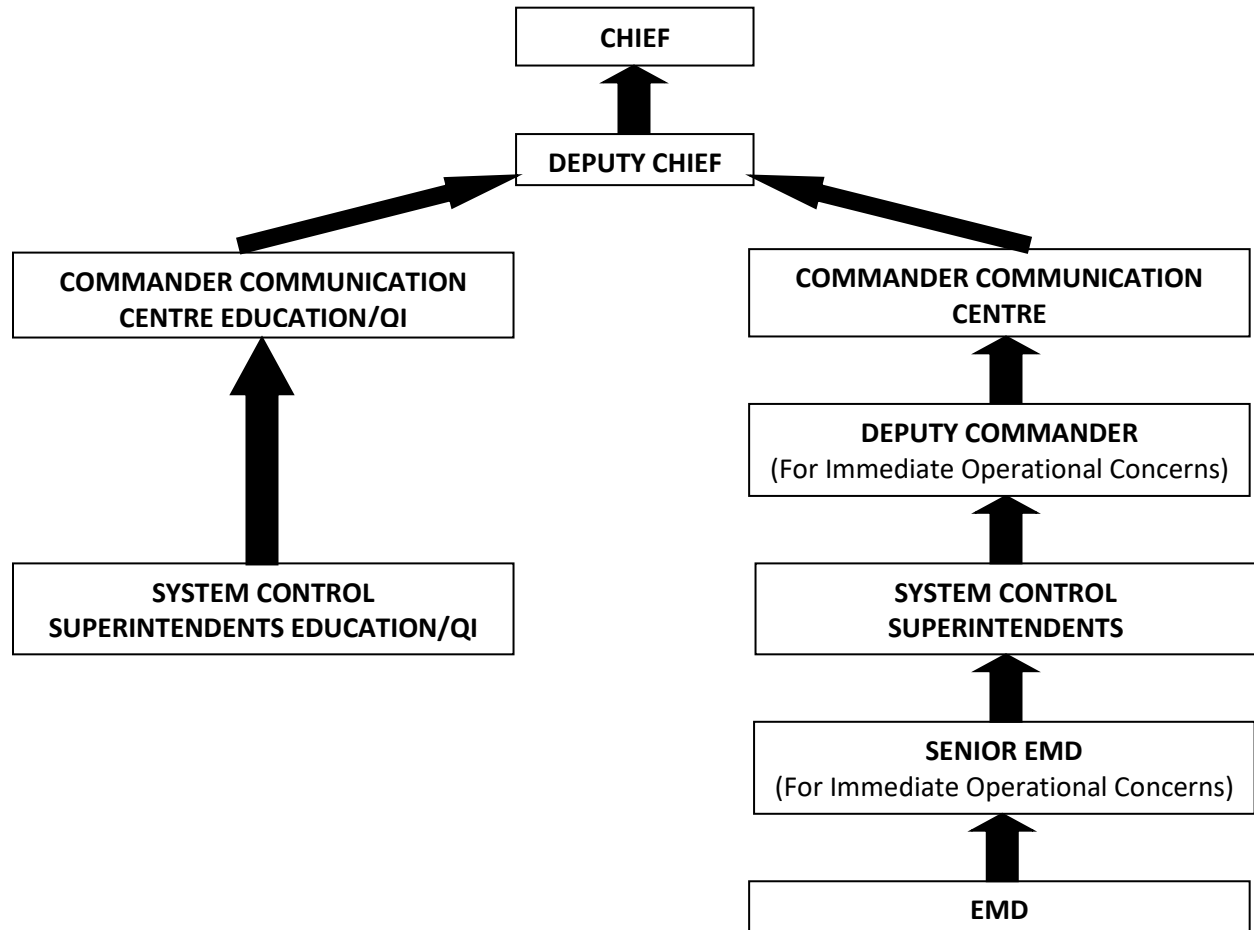 CHIEF
DEPUTY CHIEF
COMMANDER COMMUNICATION
CENTRE EDUCATION/QI
COMMANDER COMMUNICATION
CENTRE
DEPUTY COMMANDER
(For Immediate Operational Concerns)
SYSTEM CONTROL
SUPERINTENDENTS EDUCATION/QI
SYSTEM CONTROL
SUPERINTENDENTS
SENIOR EMD
(For Immediate Operational Concerns)
EMD